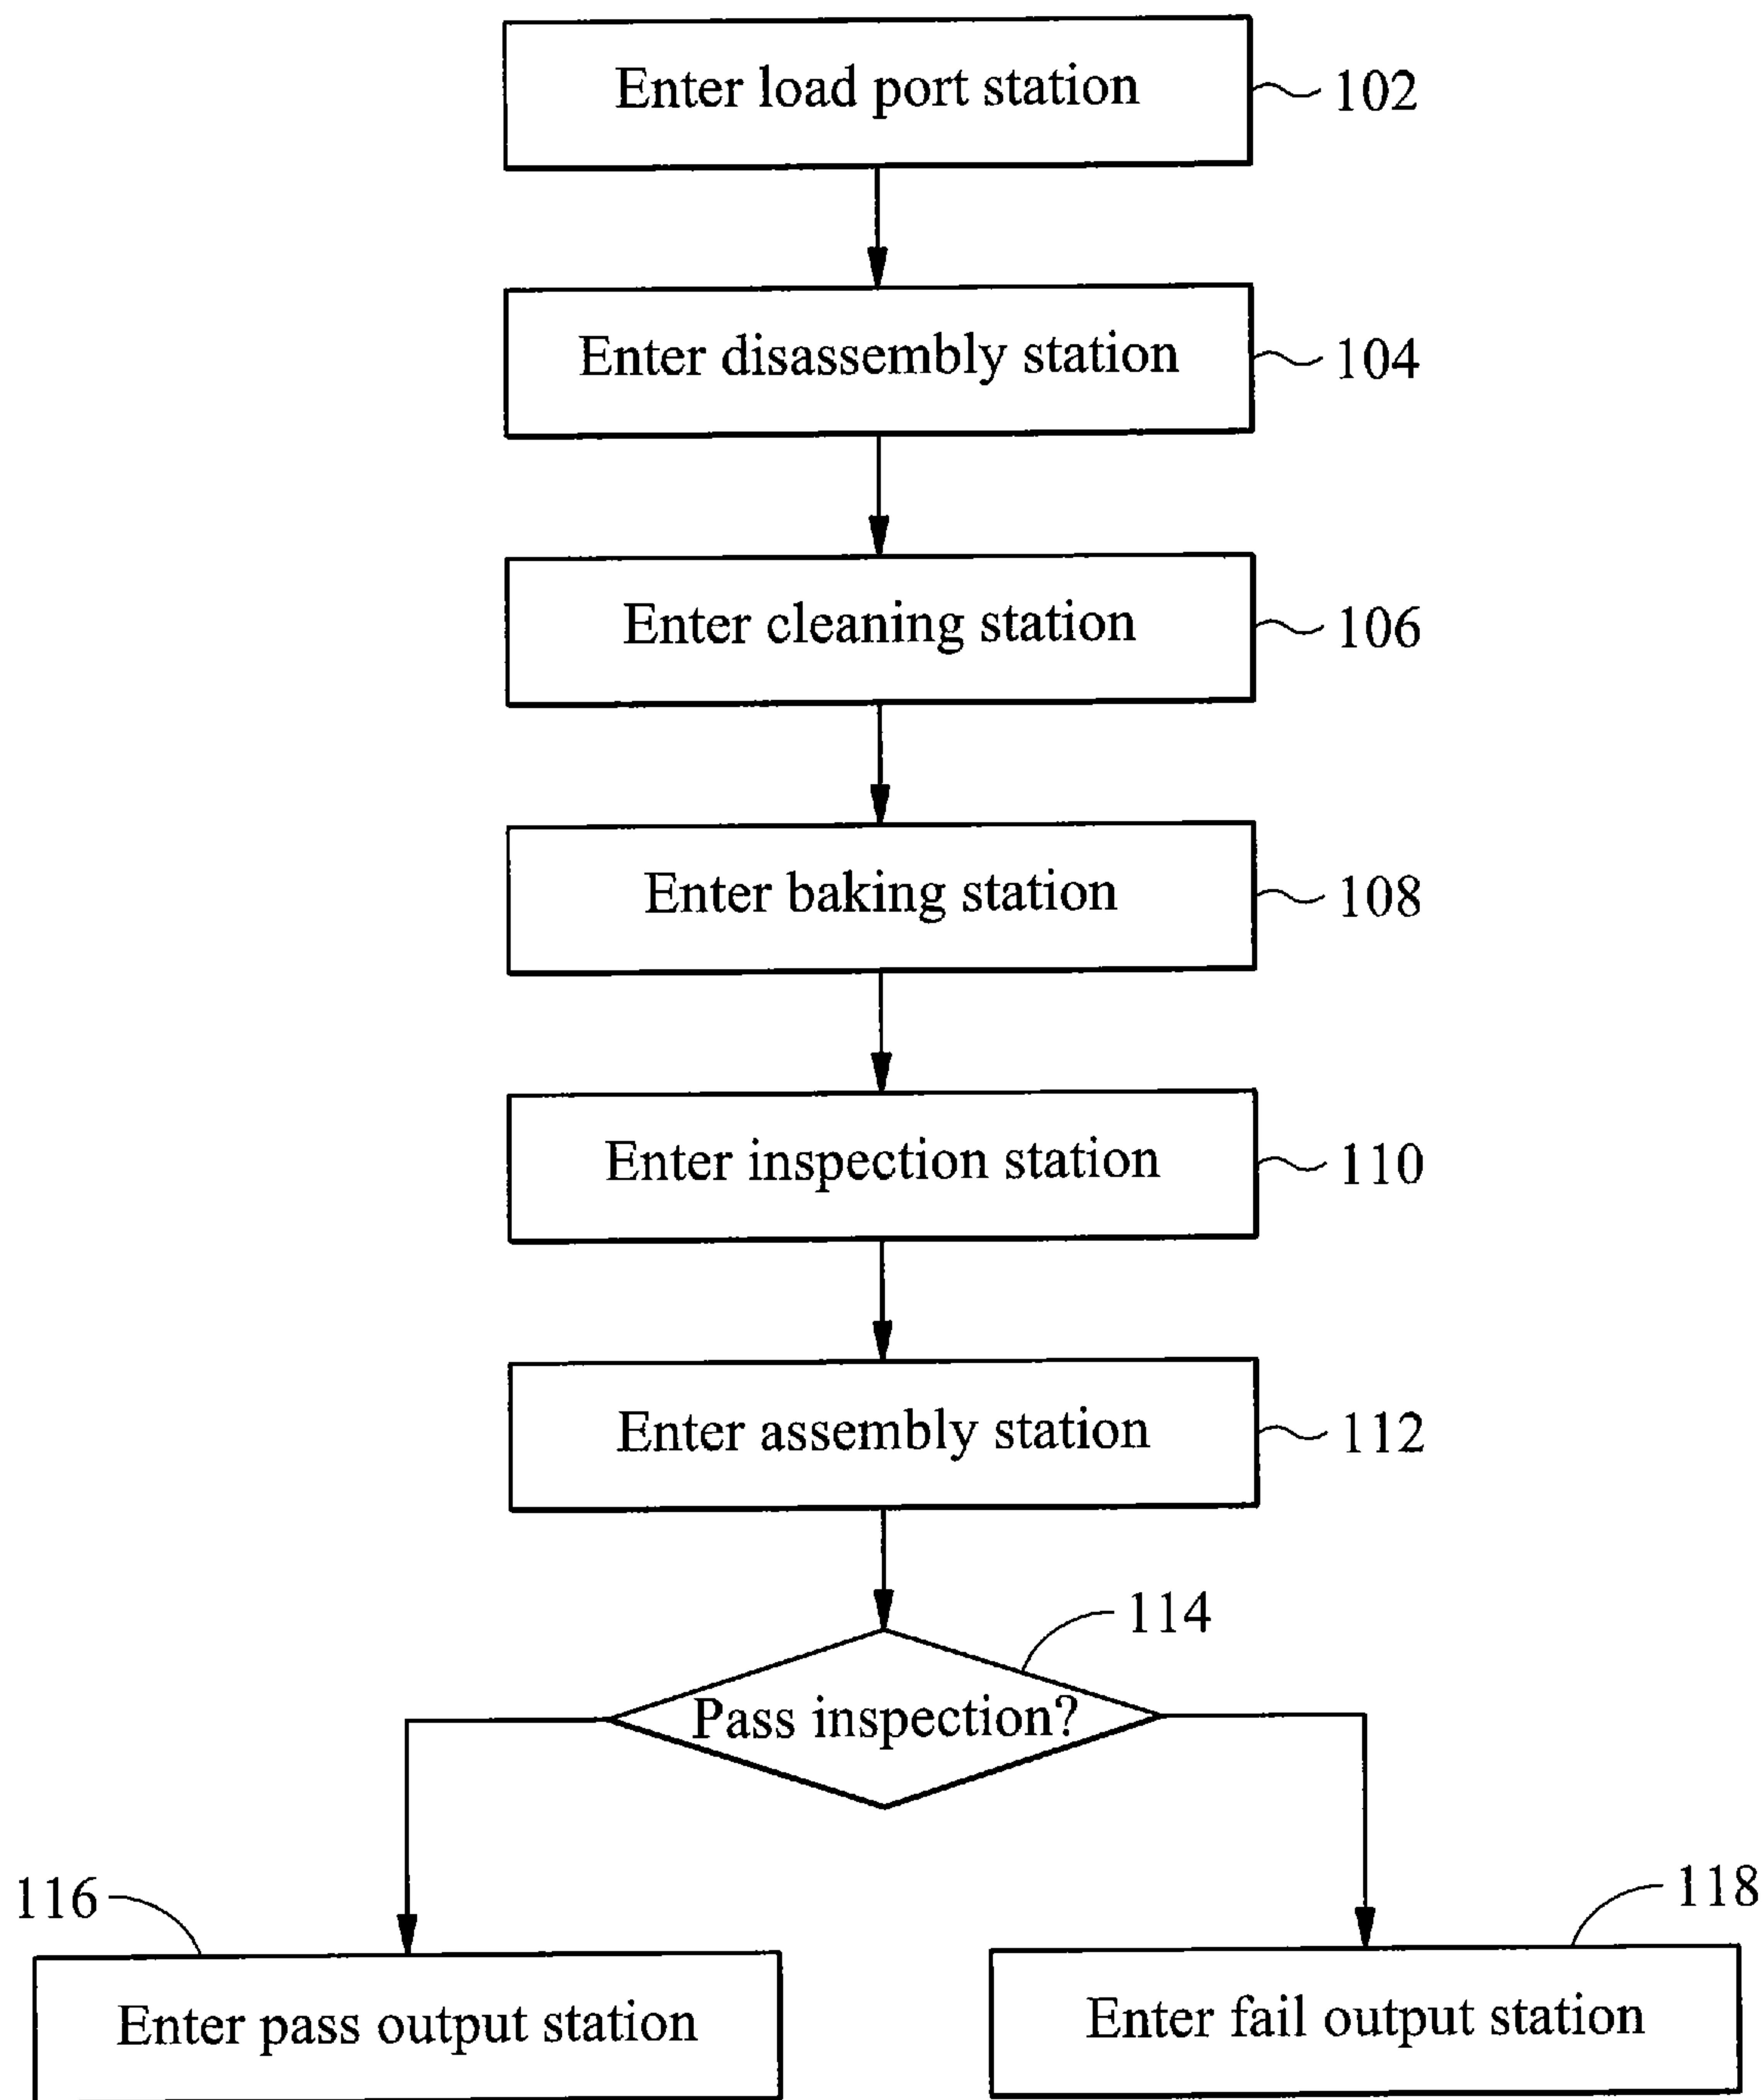 Enter load port station
102
Enter disassembly station
104
Enter cleaning station
106
Enter baking station
108
Enter inspection station
110
Enter assembly station
112
114
Pass inspection?
116
118
Enter pass output station
Enter fail output station